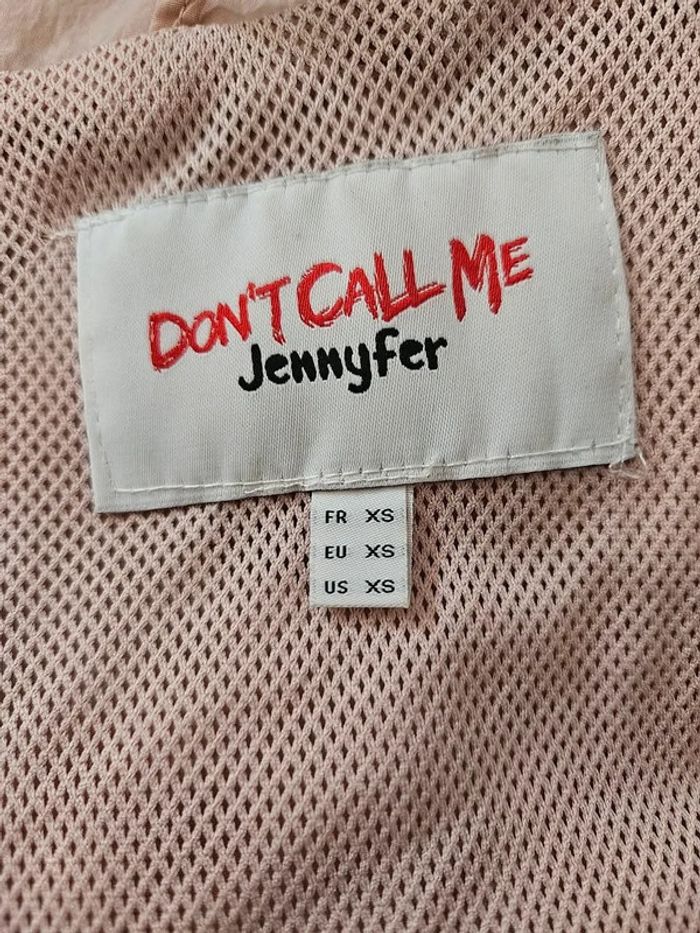 DON'T CALL ME
Jennyfer
FR XS
EU XS
US XS